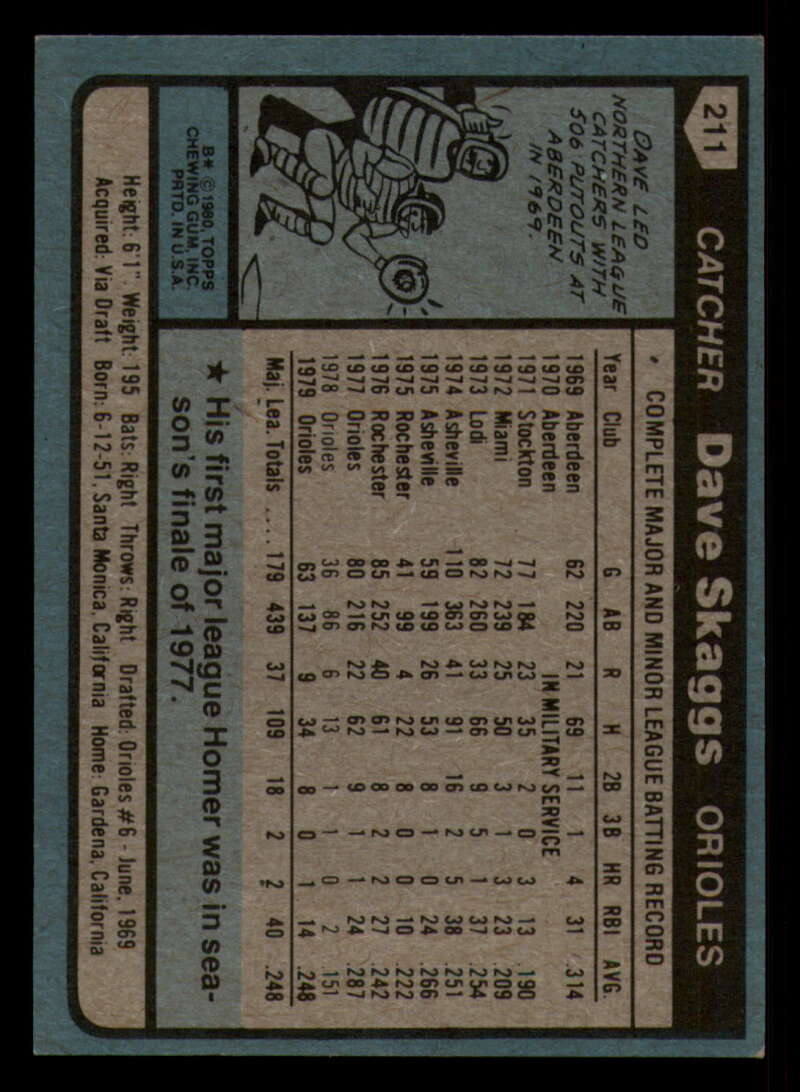 211 CATCHER Dave Skaggs ORIOLES
DAVE LED
NORTHERN LEAGUE
CATCHERS WITH
506 PUTOUTS AT
ABERDEEN
IN 1969.
B* © 1980, TOPPS
CHEWING GUM, INC.
PRTD. IN U.S.A.
• COMPLETE MAJOR AND MINOR LEAGUE BATTING RECORD
Year Club G AB R H 2B 3B HR RBI AVG.
1969 Aberdeen 62 220 21 69 11 1 4 31 .314
1970 Aberdeen IN MILITARY SERVICE
1971 Stockton 77 184 23 35 2 0 3 13 .190
1972 Miami 72 239 25 50 3 1 3 23 .209
1973 Lodi 82 260 33 66 9 5 1 37 .254
1974 Asheville 110 363 41 91 16 2 5 38 .251
1975 Asheville 59 199 26 53 8 1 0 24 .266
1975 Rochester 41 99 4 22 8 0 0 10 .222
1976 Rochester 85 252 40 61 8 2 2 27 .242
1977 Orioles 80 216 22 62 9 1 1 24 .287
1978 Orioles 36 86 6 13 1 1 0 2 .151
1979 Orioles 63 137 9 34 8 0 1 14 .248
Maj. Lea. Totals .... 179 439 37 109 18 2 2 40 .248
★ His first major league Homer was in sea-
son's finale of 1977.
Height: 6'1". Weight: 195 Bats: Right Throws: Right Drafted: Orioles #6 - June, 1969
Acquired: Via Draft Born: 6-12-51, Santa Monica, California Home: Gardena, California